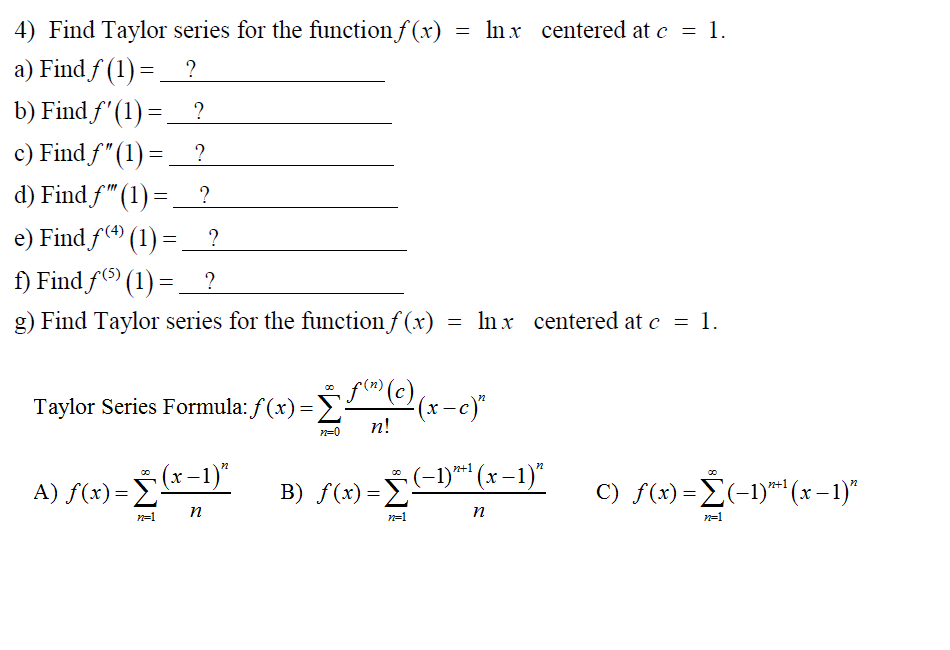 4) Find Taylor series for the function f(x) = ln x centered at c = 1.
a) Find f(1) = ?
b) Find f′(1) = ?
c) Find f″(1) = ?
d) Find f‴(1) = ?
e) Find f⁽⁴⁾(1) = ?
f) Find f⁽⁵⁾(1) = ?
g) Find Taylor series for the function f(x) = ln x centered at c = 1.
Taylor Series Formula: f(x) = \sum_{n=0}^{\infty} \frac{f^{(n)}(c)}{n!}(x−c)^n
A) f(x) = \sum_{n=1}^{\infty} \frac{(x−1)^n}{n} B) f(x) = \sum_{n=1}^{\infty} \frac{(−1)^{n+1}(x−1)^n}{n} C) f(x) = \sum_{n=1}^{\infty} (−1)^{n+1}(x−1)^n